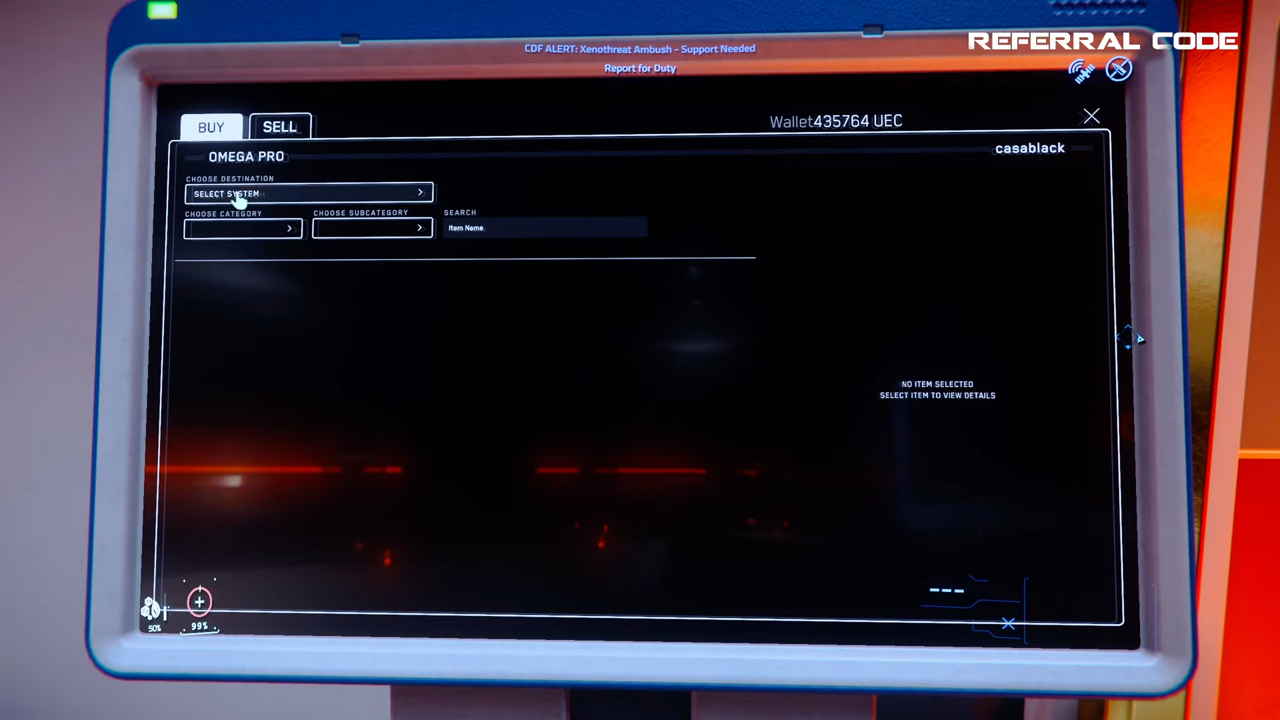 REFERRAL CODE
CDF ALERT: Xenothreat Ambush - Support Needed
Report for Duty
BUY
SELL
Wallet435764 UEC
OMEGA PRO
casablack
CHOOSE DESTINATION
SELECT SYSTEM
CHOOSE CATEGORY
CHOOSE SUBCATEGORY
SEARCH
Item Name
NO ITEM SELECTED
SELECT ITEM TO VIEW DETAILS
50%
99%